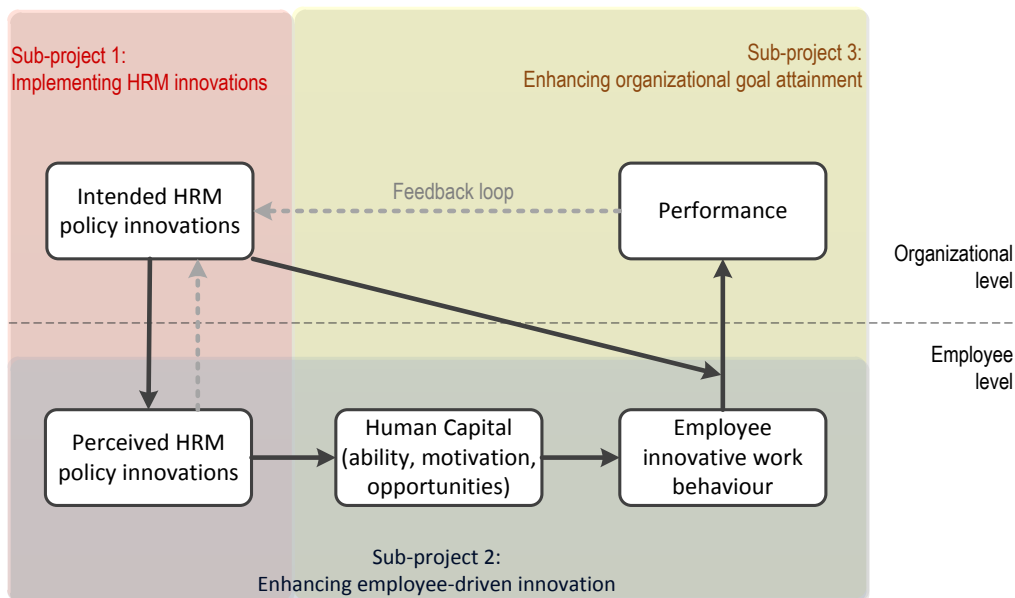 Sub-project 1:
Implementing HRM innovations
Sub-project 3:
Enhancing organizational goal attainment
Intended HRM
policy innovations
Feedback loop
Performance
Organizational
level
Employee
level
Perceived HRM
policy innovations
Human Capital
(ability, motivation,
opportunities)
Employee
innovative work
behaviour
Sub-project 2:
Enhancing employee-driven innovation